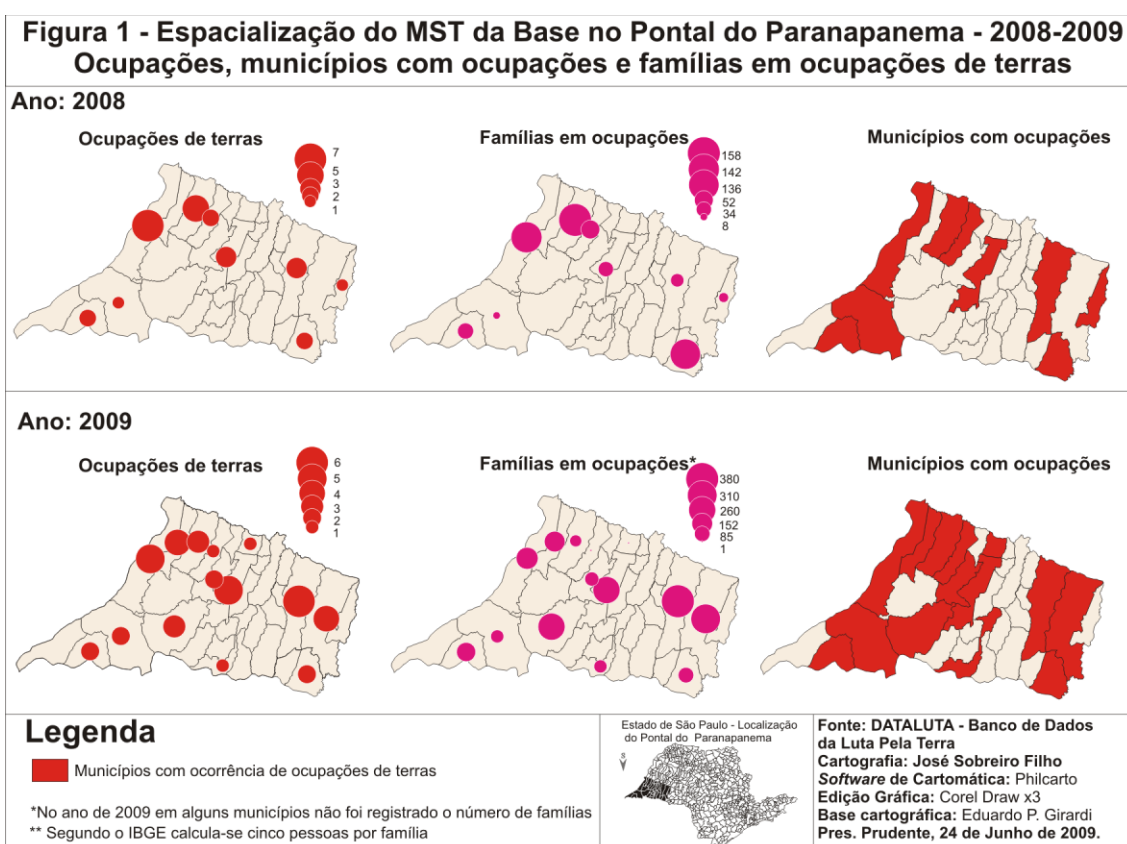 Figura 1 - Espacialização do MST da Base no Pontal do Paranapanema - 2008-2009
Ocupações, municípios com ocupações e famílias em ocupações de terras
Ano: 2008
Ocupações de terras
7
5
3
2
1
Famílias em ocupações
158
142
136
52
34
8
Municípios com ocupações
Ano: 2009
Ocupações de terras
6
5
4
3
2
1
Famílias em ocupações*
380
310
260
152
85
1
Municípios com ocupações
Legenda
Municípios com ocorrência de ocupações de terras
*No ano de 2009 em alguns municípios não foi registrado o número de famílias
** Segundo o IBGE calcula-se cinco pessoas por família
Estado de São Paulo - Localização
do Pontal do Paranapanema
Fonte: DATALUTA - Banco de Dados
da Luta Pela Terra
Cartografia: José Sobreiro Filho
Software de Cartomática: Philcarto
Edição Gráfica: Corel Draw x3
Base cartográfica: Eduardo P. Girardi
Pres. Prudente, 24 de Junho de 2009.